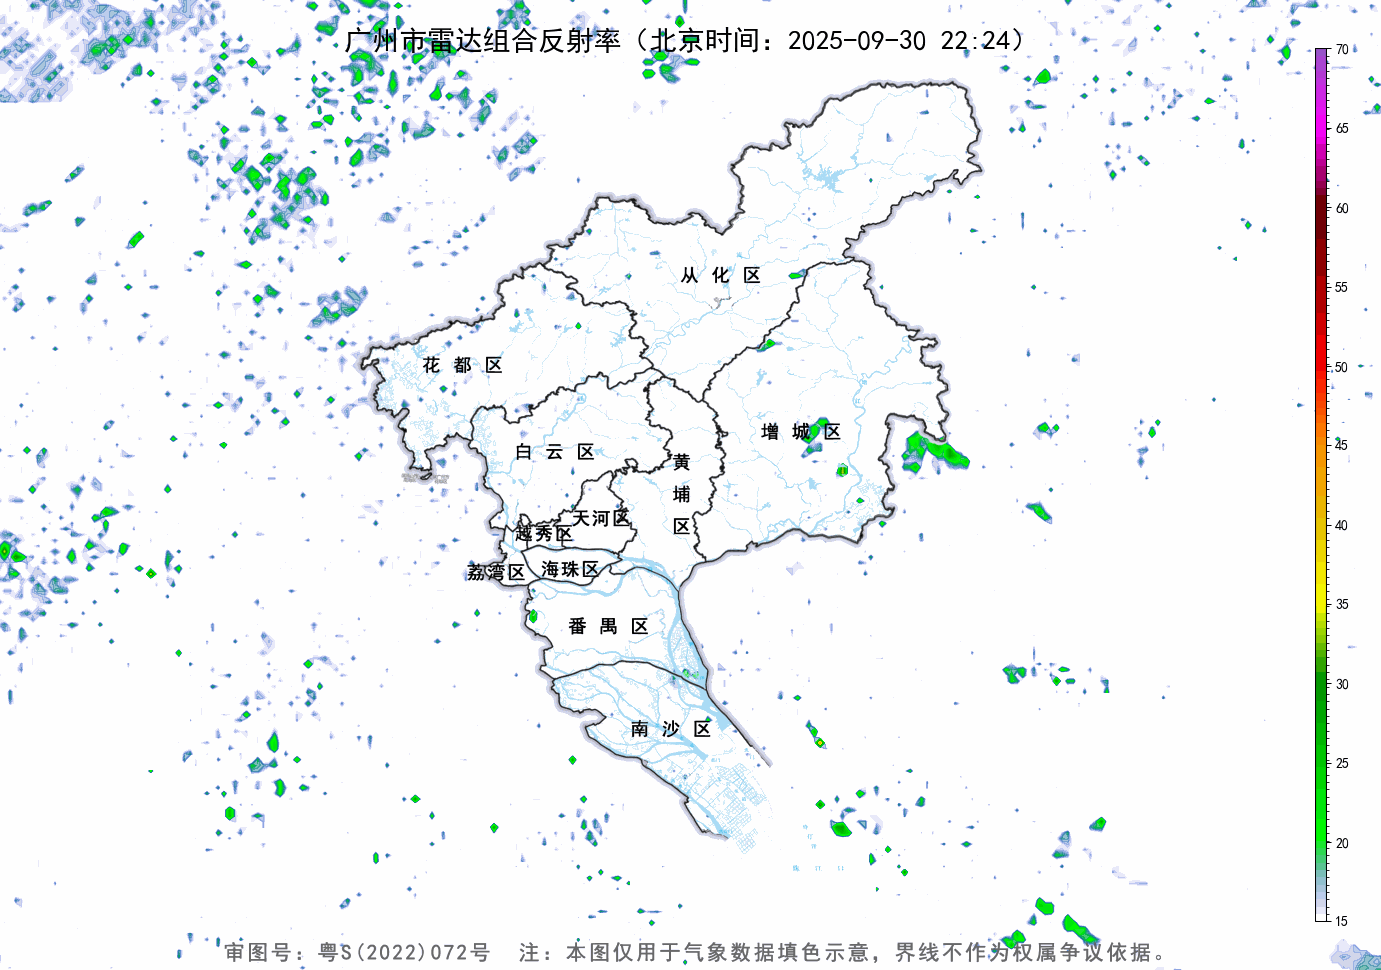 广州市雷达组合反射率（北京时间：2025-09-30 22:24）
70
65
60
55
50
45
40
35
30
25
20
15
从化区
花都区
增城区
白云区
黄埔区
天河区
越秀区
海珠区
荔湾区
番禺区
南沙区
审图号：粤S(2022)072号 注：本图仅用于气象数据填色示意，界线不作为权属争议依据。